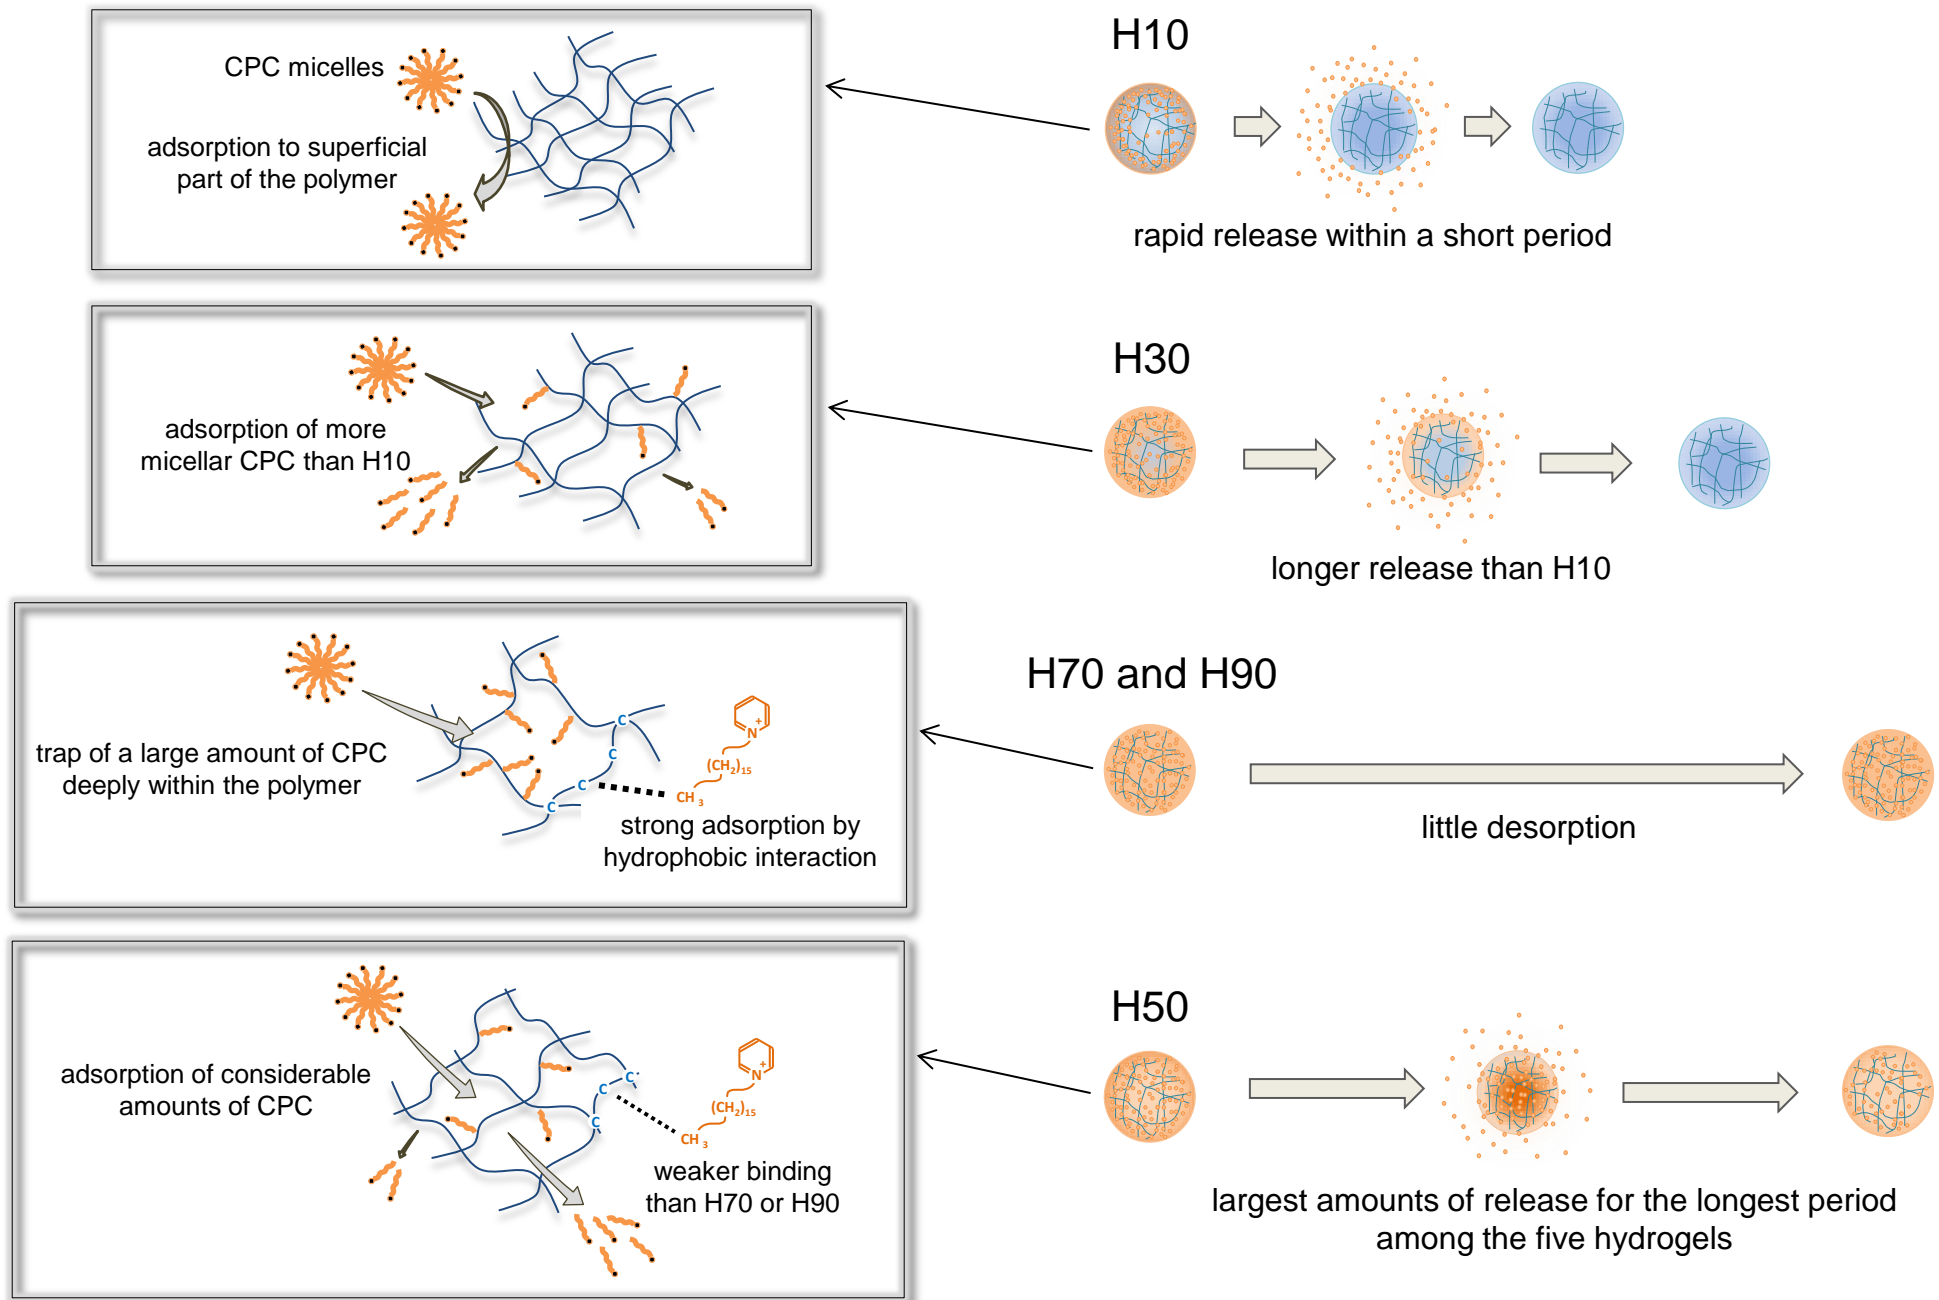 H10
CPC micelles
adsorption to superficial
part of the polymer
rapid release within a short period
H30
adsorption of more
micellar CPC than H10
longer release than H10
H70 and H90
trap of a large amount of CPC
deeply within the polymer
C
C
C
C
N
+
(CH₂)₁₅
CH ₃
strong adsorption by
hydrophobic interaction
little desorption
H50
adsorption of considerable
amounts of CPC
C
C
C
C
N
+
(CH₂)₁₅
CH ₃
weaker binding
than H70 or H90
largest amounts of release for the longest period
among the five hydrogels